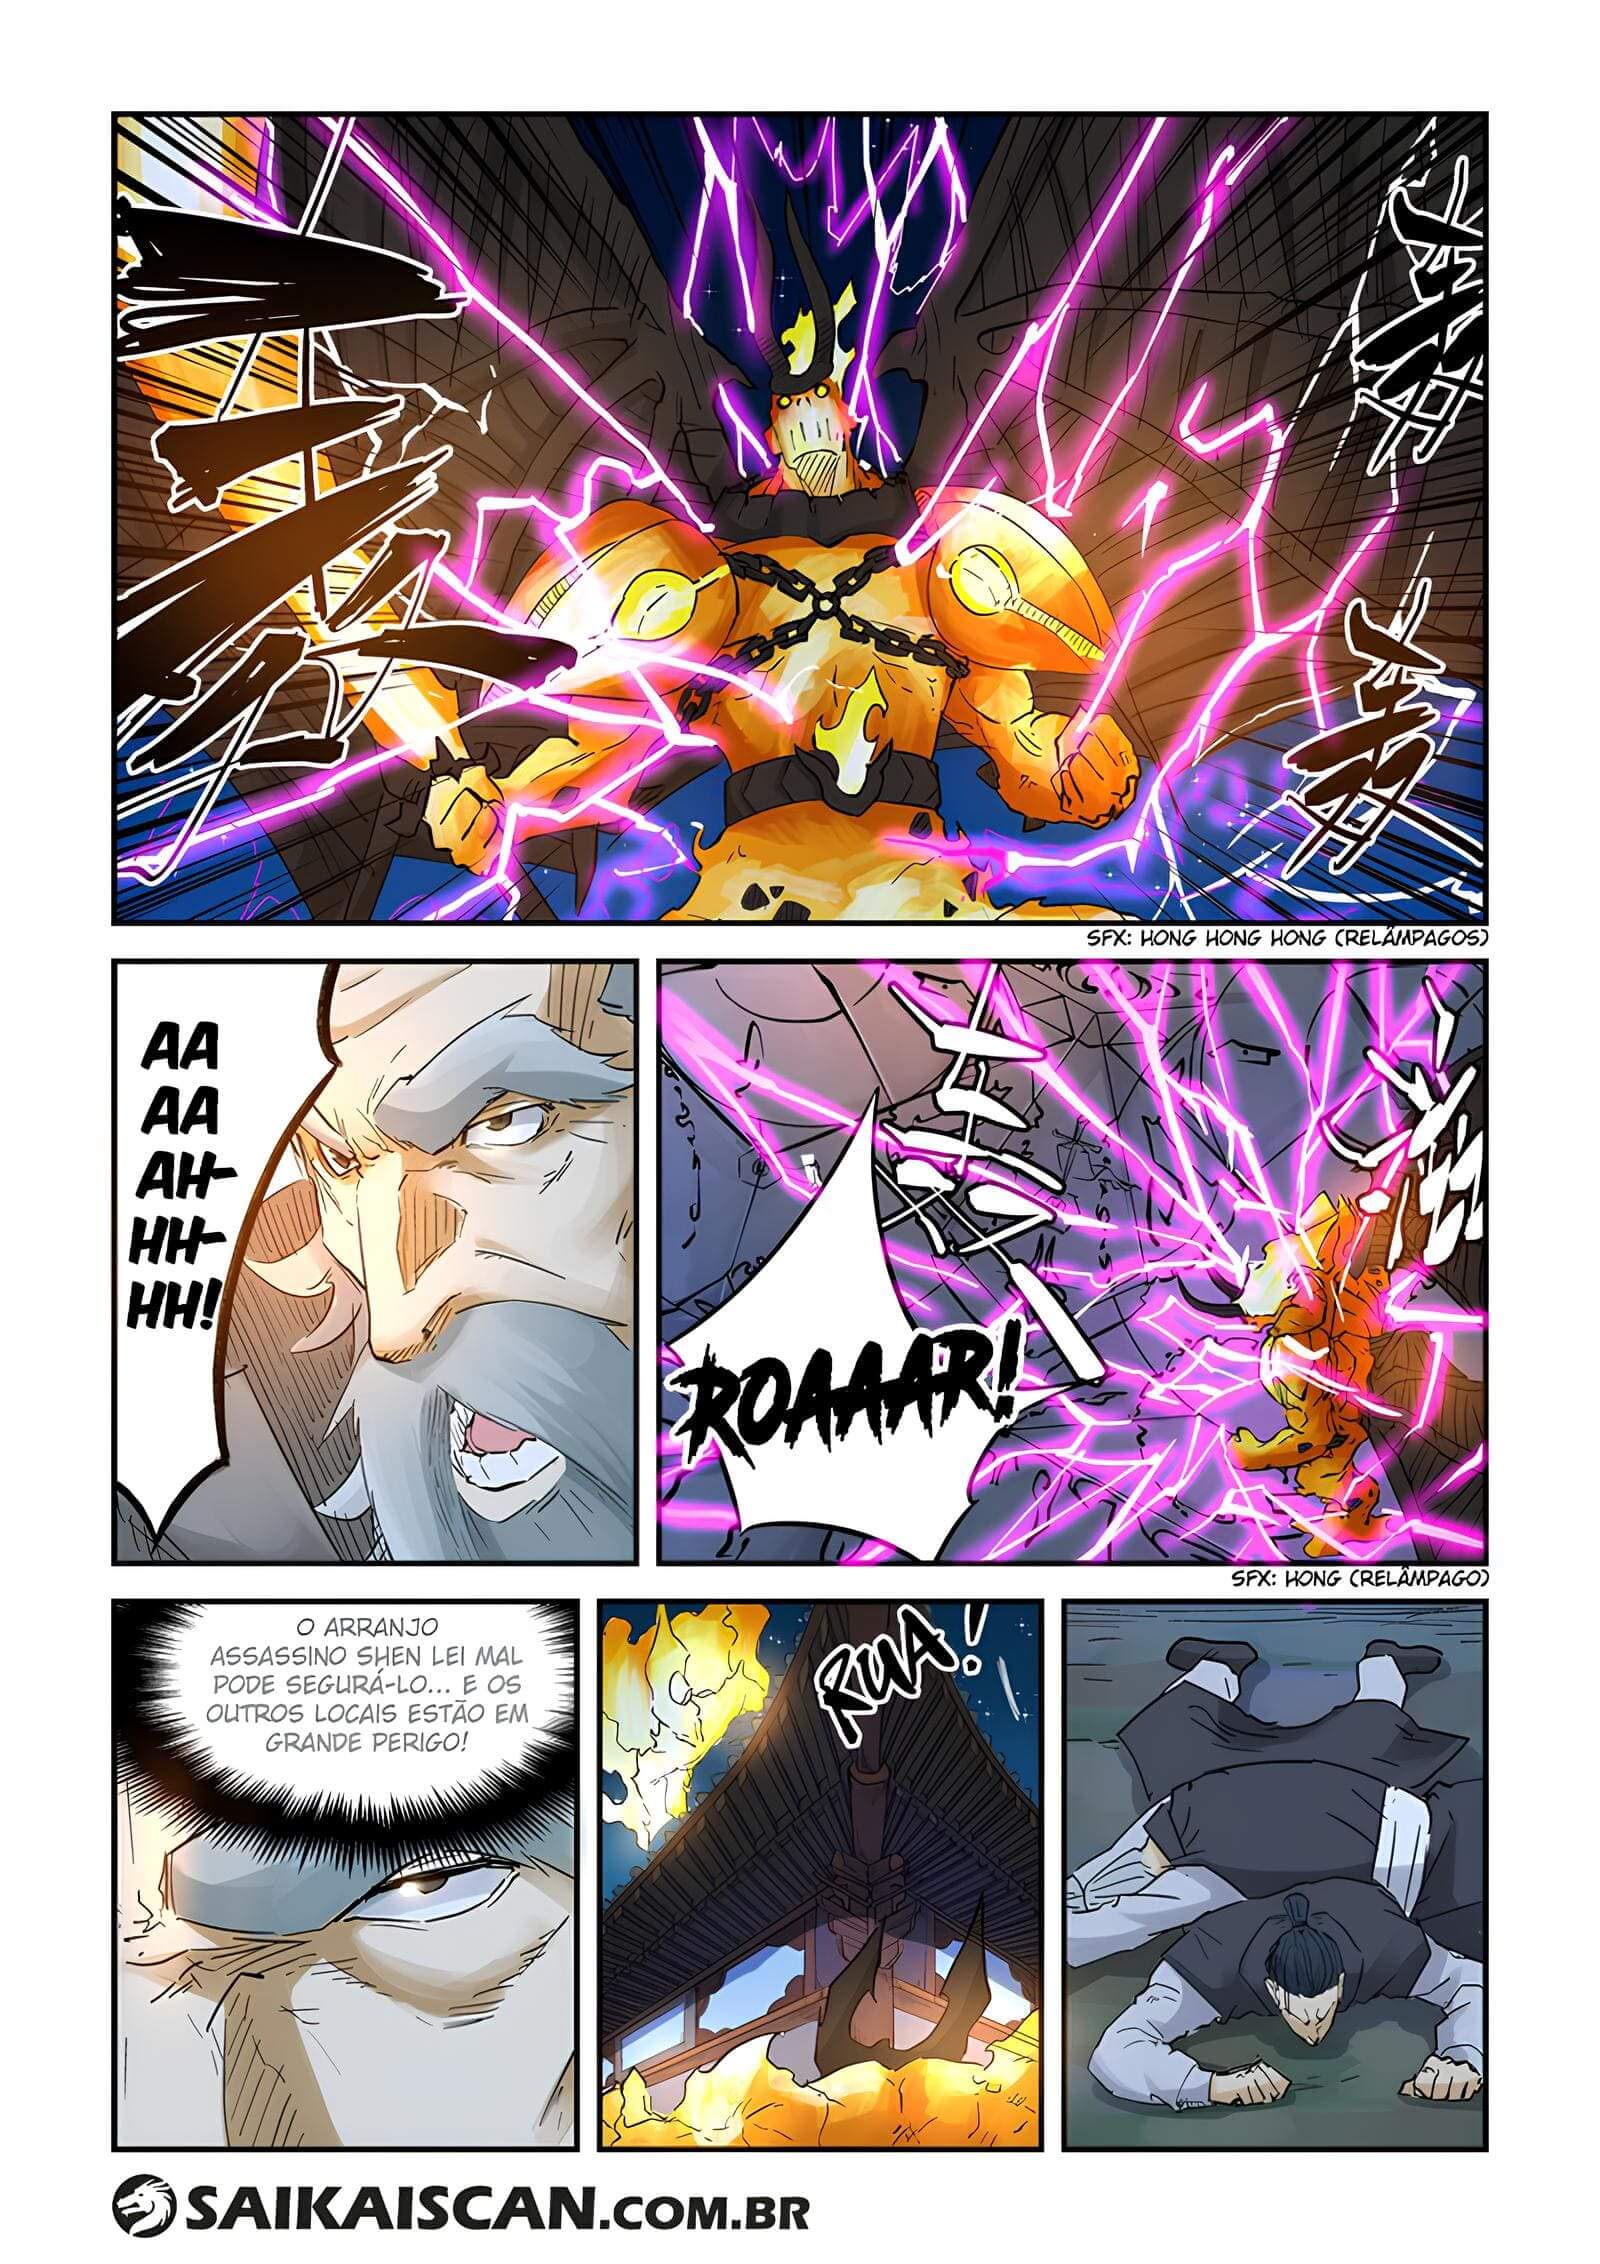 SFX: HONG HONG HONG (RELÂMPAGOS)
AA
AA
AH-
HH-
HH!
ROAAAR!
SFX: HONG (RELÂMPAGO)
O ARRANJO
ASSASSINO SHEN LEI MAL
PODE SEGURÁ-LO... E OS
OUTROS LOCAIS ESTÃO EM
GRANDE PERIGO!
RUA!
SAIKAISCAN.COM.BR